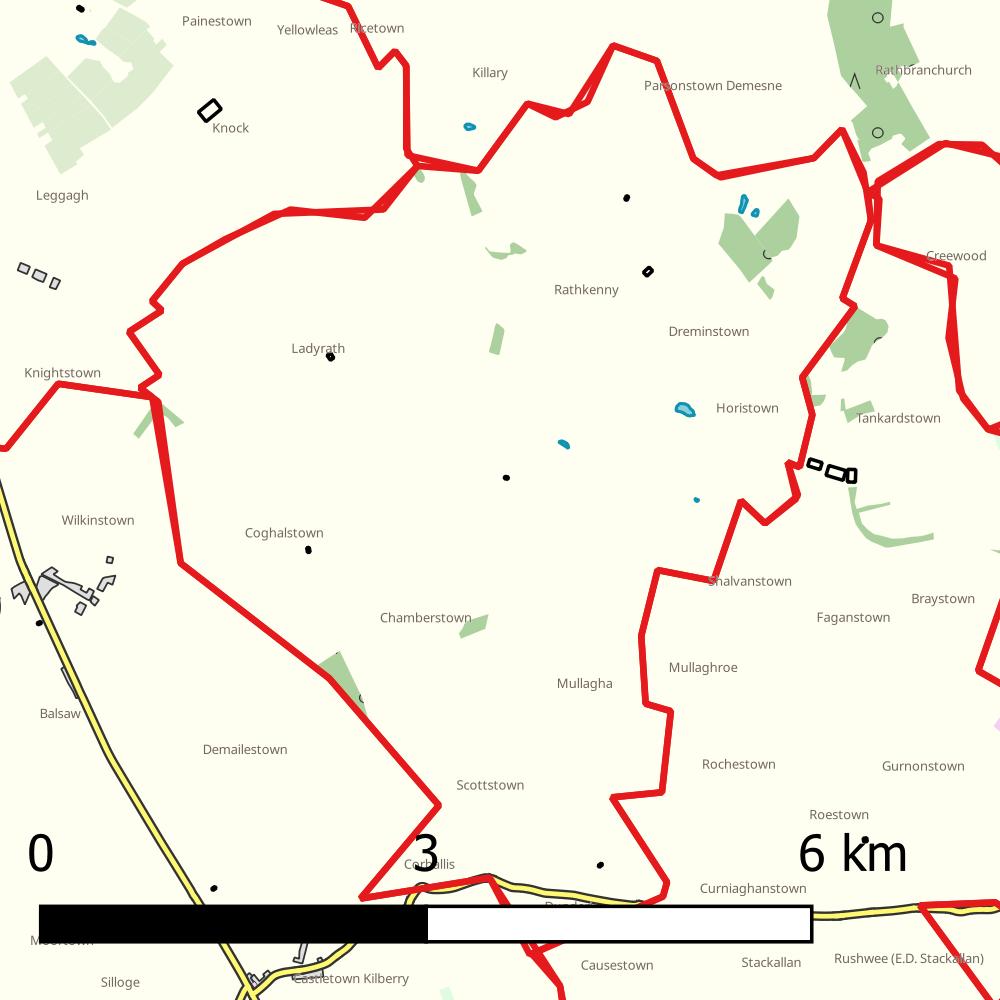 Painestown
Yellowleas
Ricetown
Killary
Rathbranchurch
Parsonstown Demesne
Knock
Leggagh
Creewood
Rathkenny
Dreminstown
Ladyrath
Knightstown
Horistown
Tankardstown
Wilkinstown
Coghalstown
Shalvanstown
Braystown
Chamberstown
Faganstown
Mullaghroe
Mullagha
Balsaw
Demailestown
Rochestown
Gurnonstown
Scottstown
Roestown
0
3
6 km
Corballis
Curniaghanstown
Rushwee (E.D. Stackallan)
Stackallan
Causestown
Castletown Kilberry
Silloge